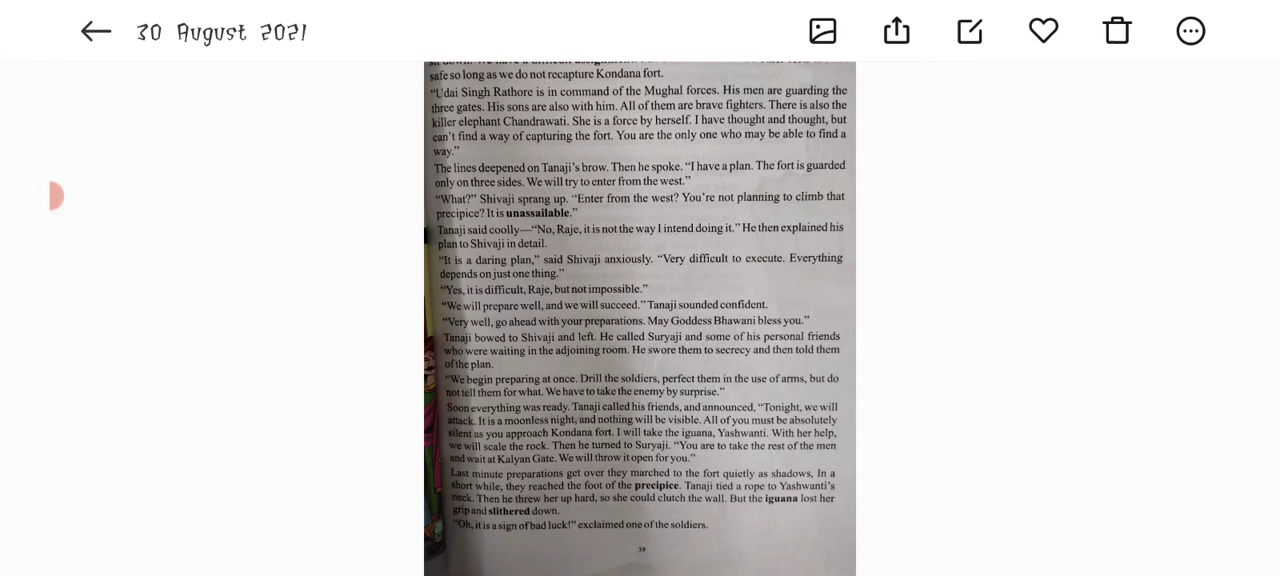 30 August 2021
safe so long as we do not recapture Kondana fort.
“Udai Singh Rathore is in command of the Mughal forces. His men are guarding the
three gates. His sons are also with him. All of them are brave fighters. There is also the
killer elephant Chandrawati. She is a force by herself. I have thought and thought, but
can't find a way of capturing the fort. You are the only one who may be able to find a
way.”
The lines deepened on Tanaji's brow. Then he spoke. “I have a plan. The fort is guarded
only on three sides. We will try to enter from the west.”
“What?” Shivaji sprang up. “Enter from the west? You're not planning to climb that
precipice? It is unassailable.”
Tanaji said coolly—“No, Raje, it is not the way I intend doing it.” He then explained his
plan to Shivaji in detail.
“It is a daring plan,” said Shivaji anxiously. “Very difficult to execute. Everything
depends on just one thing.”
“Yes, it is difficult, Raje, but not impossible.”
“We will prepare well, and we will succeed.” Tanaji sounded confident.
“Very well, go ahead with your preparations. May Goddess Bhawani bless you.”
Tanaji bowed to Shivaji and left. He called Suryaji and some of his personal friends
who were waiting in the adjoining room. He swore them to secrecy and then told them
of the plan.
“We begin preparing at once. Drill the soldiers, perfect them in the use of arms, but do
not tell them for what. We have to take the enemy by surprise.”
Soon everything was ready. Tanaji called his friends, and announced, “Tonight, we will
attack. It is a moonless night, and nothing will be visible. All of you must be absolutely
silent as you approach Kondana fort. I will take the iguana, Yashwanti. With her help,
we will scale the rock. Then he turned to Suryaji. “You are to take the rest of the men
and wait at Kalyan Gate. We will throw it open for you.”
Last minute preparations get over they marched to the fort quietly as shadows. In a
short while, they reached the foot of the precipice. Tanaji tied a rope to Yashwanti's
neck. Then he threw her up hard, so she could clutch the wall. But the iguana lost her
grip and slithered down.
“Oh, it is a sign of bad luck!” exclaimed one of the soldiers.
39